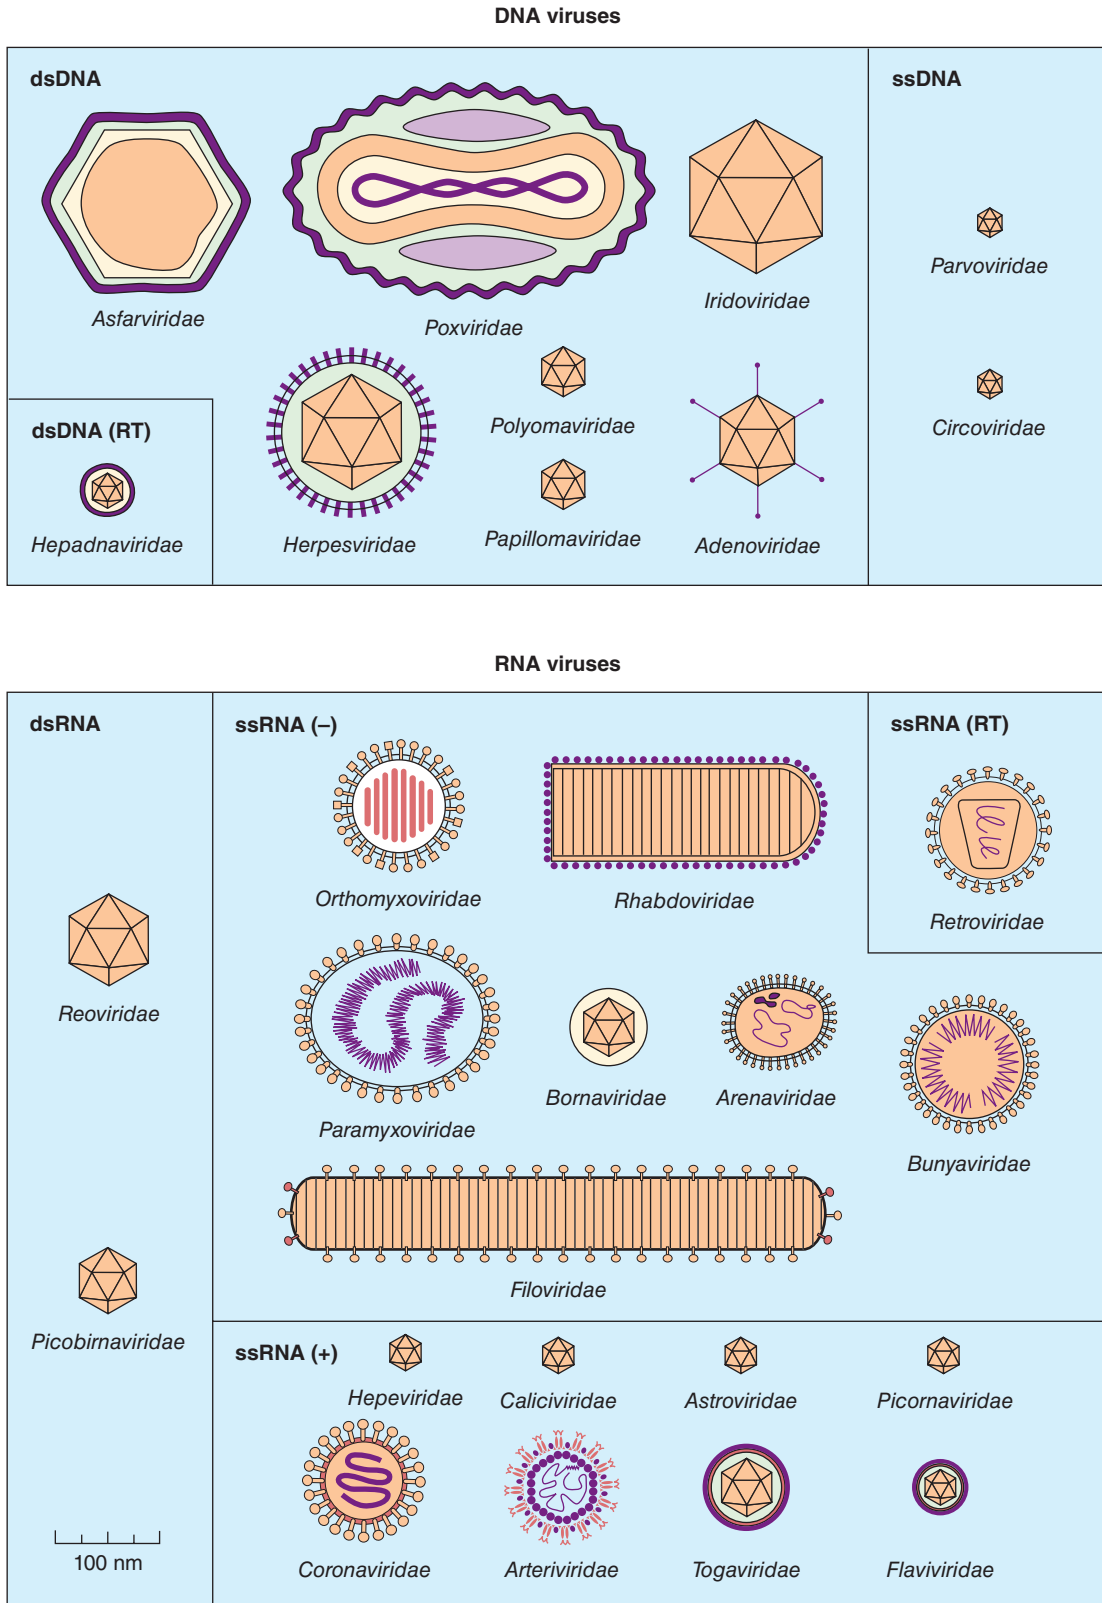 DNA viruses
dsDNA
ssDNA
Asfarviridae
Poxviridae
Iridoviridae
Parvoviridae
dsDNA (RT)
Hepadnaviridae
Herpesviridae
Polyomaviridae
Papillomaviridae
Adenoviridae
Circoviridae
RNA viruses
dsRNA
ssRNA (–)
ssRNA (RT)
Orthomyxoviridae
Rhabdoviridae
Retroviridae
Reoviridae
Paramyxoviridae
Bornaviridae
Arenaviridae
Bunyaviridae
Filoviridae
Picobirnaviridae
ssRNA (+)
Hepeviridae
Caliciviridae
Astroviridae
Picornaviridae
Coronaviridae
Arteriviridae
Togaviridae
Flaviviridae
100 nm